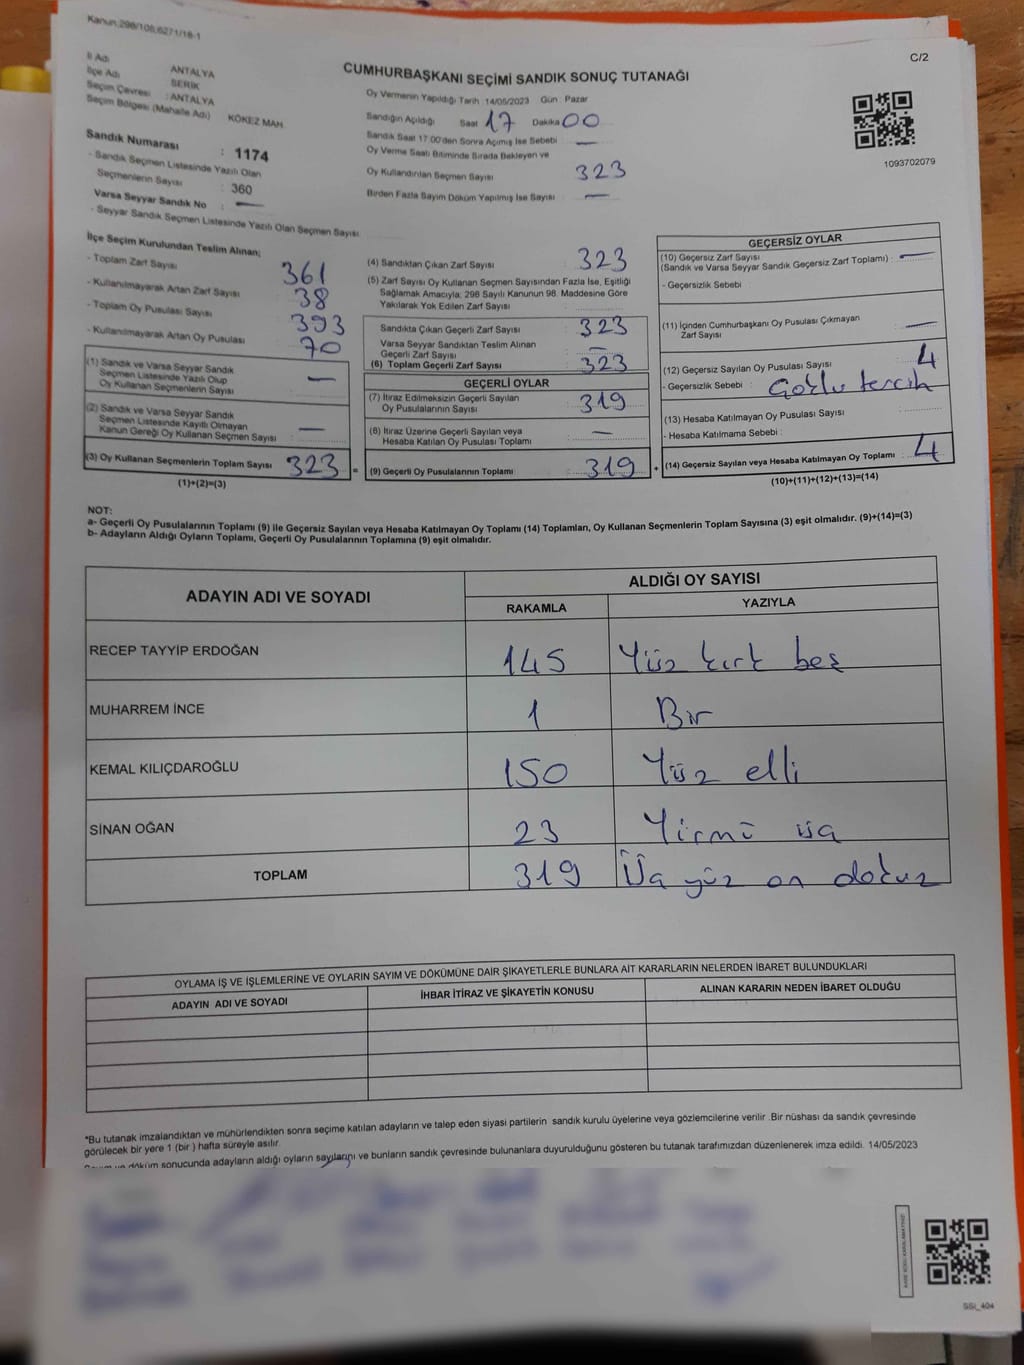 Kanun:298/108,6271/18-1
C/2
İl Adı ANTALYA
İlçe Adı SERİK
Seçim Çevresi : ANTALYA
Seçim Bölgesi (Mahalle Adı) KÖKEZ MAH.
Sandık Numarası : 1174
- Sandık Seçmen Listesinde Yazılı Olan
Seçmenlerin Sayısı : 360
Varsa Seyyar Sandık No : —
- Seyyar Sandık Seçmen Listesinde Yazılı Olan Seçmen Sayısı
CUMHURBAŞKANI SEÇİMİ SANDIK SONUÇ TUTANAĞI
Oy Vermenin Yapıldığı Tarih 14/05/2023 Gün : Pazar
Sandığın Açıldığı Saat 17 Dakika 00
Sandık Saat 17:00'den Sonra Açılmış İse Sebebi : —
Oy Verme Saati Bitiminde Sırada Bekleyen ve
Oy Kullandırılan Seçmen Sayısı 323
Birden Fazla Sayım Döküm Yapılmış İse Sayısı —
1093702079
İlçe Seçim Kurulundan Teslim Alınan;
- Toplam Zarf Sayısı 361
- Kullanılmayarak Artan Zarf Sayısı 38
- Toplam Oy Pusulası Sayısı 393
- Kullanılmayarak Artan Oy Pusulası 70
(1) Sandık ve Varsa Seyyar Sandık
Seçmen Listesinde Yazılı Olup
Oy Kullanan Seçmenlerin Sayısı : —
(2) Sandık ve Varsa Seyyar Sandık
Seçmen Listesinde Kayıtlı Olmayan
Kanun Gereği Oy Kullanan Seçmen Sayısı : —
(3) Oy Kullanan Seçmenlerin Toplam Sayısı 323 =
(1)+(2)=(3)
(4) Sandıktan Çıkan Zarf Sayısı 323
(5) Zarf Sayısı Oy Kullanan Seçmen Sayısından Fazla İse, Eşitliği
Sağlamak Amacıyla; 298 Sayılı Kanunun 98. Maddesine Göre
Yakılarak Yok Edilen Zarf Sayısı :
Sandıkta Çıkan Geçerli Zarf Sayısı : 323
Varsa Seyyar Sandıktan Teslim Alınan
Geçerli Zarf Sayısı : —
(6) Toplam Geçerli Zarf Sayısı : 323
GEÇERLİ OYLAR
(7) İtiraz Edilmeksizin Geçerli Sayılan
Oy Pusulalarının Sayısı : 319
(8) İtiraz Üzerine Geçerli Sayılan veya
Hesaba Katılan Oy Pusulası Toplamı : —
(9) Geçerli Oy Pusulalarının Toplamı : 319 +
GEÇERSİZ OYLAR
(10) Geçersiz Zarf Sayısı
(Sandık ve Varsa Seyyar Sandık Geçersiz Zarf Toplamı) : —
- Geçersizlik Sebebi :
(11) İçinden Cumhurbaşkanı Oy Pusulası Çıkmayan
Zarf Sayısı : —
(12) Geçersiz Sayılan Oy Pusulası Sayısı : 4
- Geçersizlik Sebebi : Çoklu tercih
(13) Hesaba Katılmayan Oy Pusulası Sayısı
- Hesaba Katılmama Sebebi :
(14) Geçersiz Sayılan veya Hesaba Katılmayan Oy Toplamı : 4
(10)+(11)+(12)+(13)=(14)
NOT:
a- Geçerli Oy Pusulalarının Toplamı (9) ile Geçersiz Sayılan veya Hesaba Katılmayan Oy Toplamı (14) Toplamları, Oy Kullanan Seçmenlerin Toplam Sayısına (3) eşit olmalıdır. (9)+(14)=(3)
b- Adayların Aldığı Oyların Toplamı, Geçerli Oy Pusulalarının Toplamına (9) eşit olmalıdır.
ADAYIN ADI VE SOYADI ALDIĞI OY SAYISI
RAKAMLA YAZIYLA
RECEP TAYYİP ERDOĞAN 145 Yüz kırk beş
MUHARREM İNCE 1 Bir
KEMAL KILIÇDAROĞLU 150 Yüz elli
SİNAN OĞAN 23 Yirmi üç
TOPLAM 319 Üç yüz on dokuz
OYLAMA İŞ VE İŞLEMLERİNE VE OYLARIN SAYIM VE DÖKÜMÜNE DAİR ŞİKAYETLERLE BUNLARA AİT KARARLARIN NELERDEN İBARET BULUNDUKLARI
ADAYIN ADI VE SOYADI İHBAR İTİRAZ VE ŞİKAYETİN KONUSU ALINAN KARARIN NEDEN İBARET OLDUĞU
*Bu tutanak imzalandıktan ve mühürlendikten sonra seçime katılan adayların ve talep eden siyasi partilerin sandık kurulu üyelerine veya gözlemcilerine verilir .Bir nüshası da sandık çevresinde
görülecek bir yere 1 (bir ) hafta süreyle asılır.
Sayım ve döküm sonucunda adayların aldığı oyların sayılarını ve bunların sandık çevresinde bulunanlara duyurulduğunu gösteren bu tutanak tarafımızdan düzenlenerek imza edildi. 14/05/2023
SSI_404